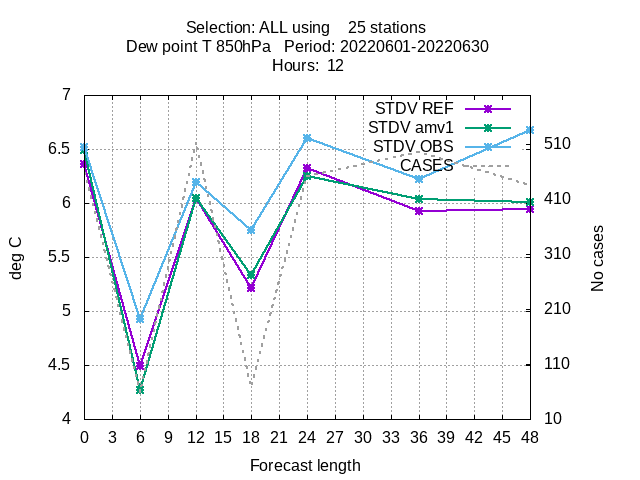 Selection: ALL using    25 stations
Dew point T 850hPa   Period: 20220601-20220630
Hours:  12
STDV REF
STDV amv1
STDV OBS
CASES
7
6.5
6
5.5
5
4.5
4
deg C
510
410
310
210
110
10
No cases
0 3 6 9 12 15 18 21 24 27 30 33 36 39 42 45 48
Forecast length